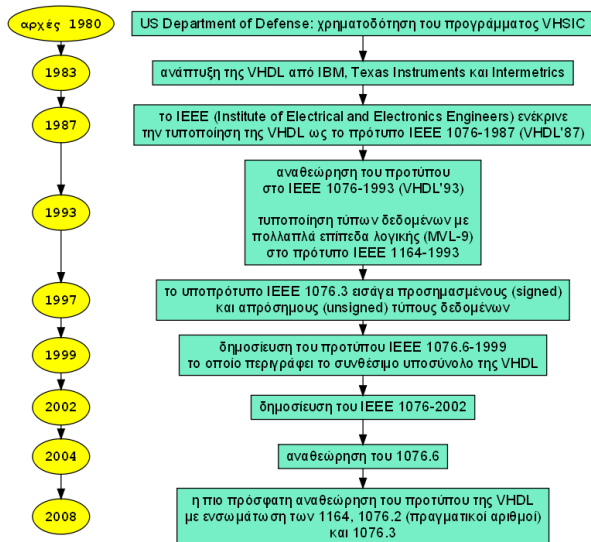 αρχές 1980
US Department of Defense: χρηματοδότηση του προγράμματος VHSIC
1983
ανάπτυξη της VHDL από IBM, Texas Instruments και Intermetrics
1987
το IEEE (Institute of Electrical and Electronics Engineers) ενέκρινε
την τυποποίηση της VHDL ως το πρότυπο IEEE 1076-1987 (VHDL'87)
1993
αναθεώρηση του προτύπου
στο IEEE 1076-1993 (VHDL'93)
τυποποίηση τύπων δεδομένων με
πολλαπλά επίπεδα λογικής (MVL-9)
στο πρότυπο IEEE 1164-1993
1997
το υποπρότυπο IEEE 1076.3 εισάγει προσημασμένους (signed)
και απρόσημους (unsigned) τύπους δεδομένων
1999
δημοσίευση του προτύπου IEEE 1076.6-1999
το οποίο περιγράφει το συνθέσιμο υποσύνολο της VHDL
2002
δημοσίευση του IEEE 1076-2002
2004
αναθεώρηση του 1076.6
2008
η πιο πρόσφατη αναθεώρηση του προτύπου της VHDL
με ενσωμάτωση των 1164, 1076.2 (πραγματικοί αριθμοί)
και 1076.3